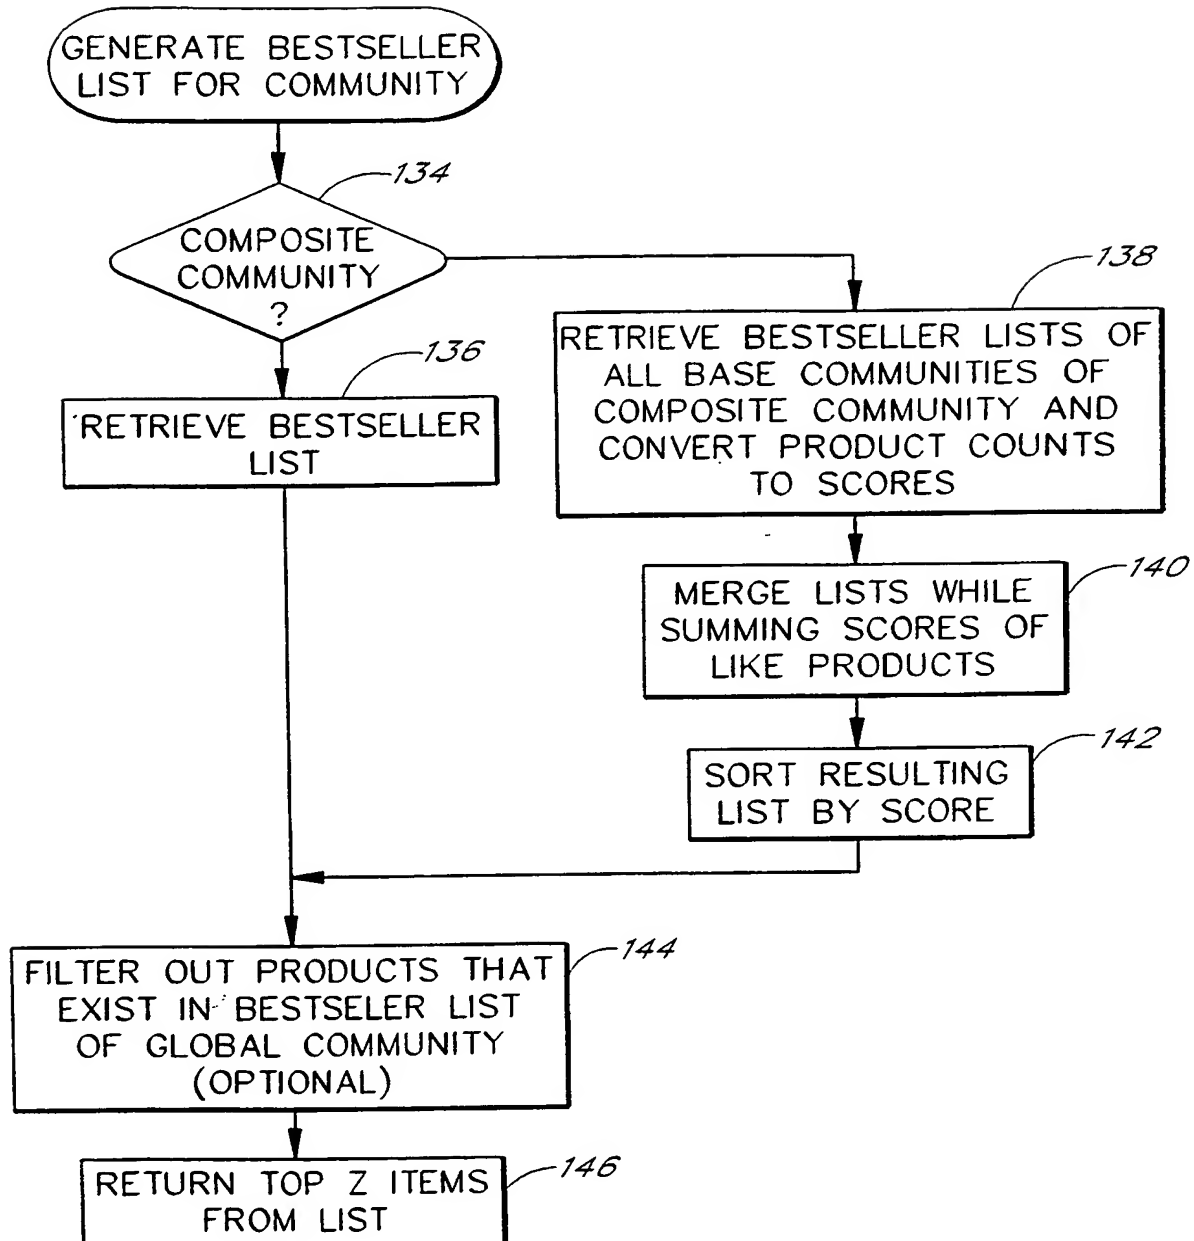 GENERATE BESTSELLER
LIST FOR COMMUNITY
134
COMPOSITE
COMMUNITY
?
136
RETRIEVE BESTSELLER
LIST
138
RETRIEVE BESTSELLER LISTS OF
ALL BASE COMMUNITIES OF
COMPOSITE COMMUNITY AND
CONVERT PRODUCT COUNTS
TO SCORES
140
MERGE LISTS WHILE
SUMMING SCORES OF
LIKE PRODUCTS
142
SORT RESULTING
LIST BY SCORE
144
FILTER OUT PRODUCTS THAT
EXIST IN BESTSELER LIST
OF GLOBAL COMMUNITY
(OPTIONAL)
146
RETURN TOP Z ITEMS
FROM LIST